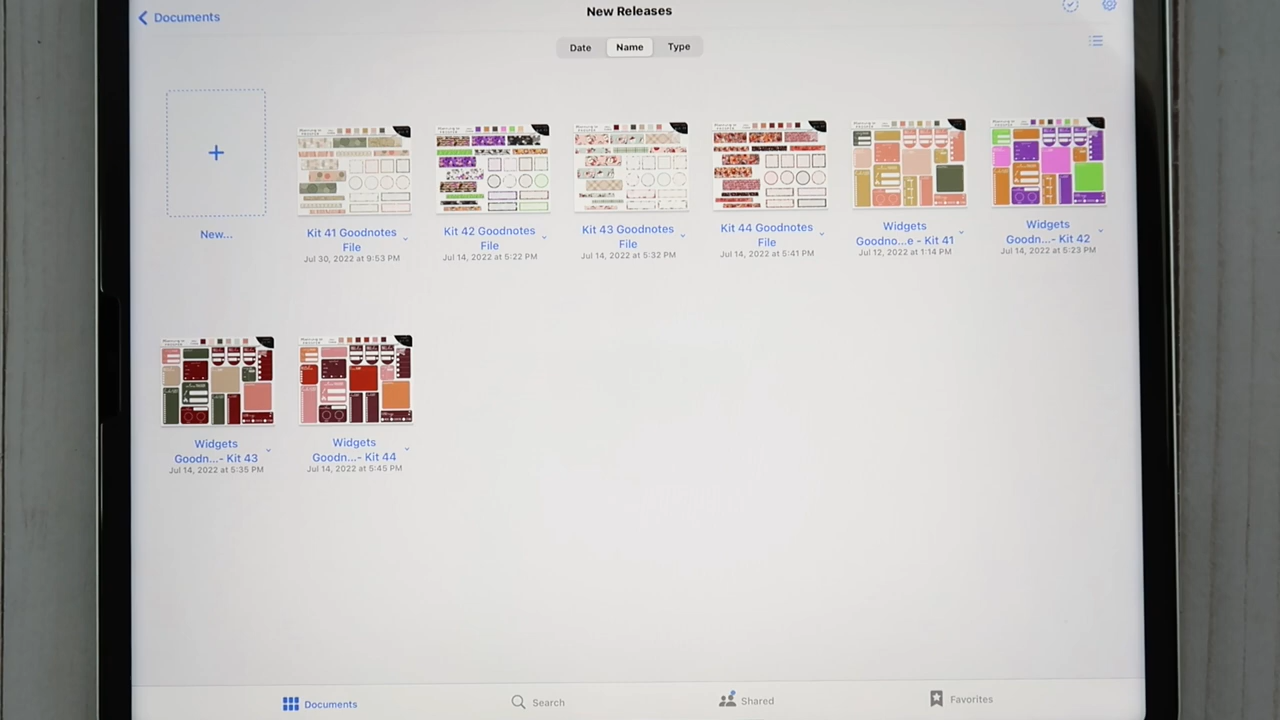 Documents
New Releases
Date
Name
Type
New...
Kit 41 Goodnotes
File
Jul 30, 2022 at 9:53 PM
Kit 42 Goodnotes
File
Jul 14, 2022 at 5:22 PM
Kit 43 Goodnotes
File
Jul 14, 2022 at 5:32 PM
Kit 44 Goodnotes
File
Jul 14, 2022 at 5:41 PM
Widgets
Goodno...e - Kit 41
Jul 12, 2022 at 1:14 PM
Widgets
Goodn...- Kit 42
Jul 14, 2022 at 5:23 PM
Widgets
Goodn...- Kit 43
Jul 14, 2022 at 5:35 PM
Widgets
Goodn...- Kit 44
Jul 14, 2022 at 5:45 PM
Documents
Search
Shared
Favorites